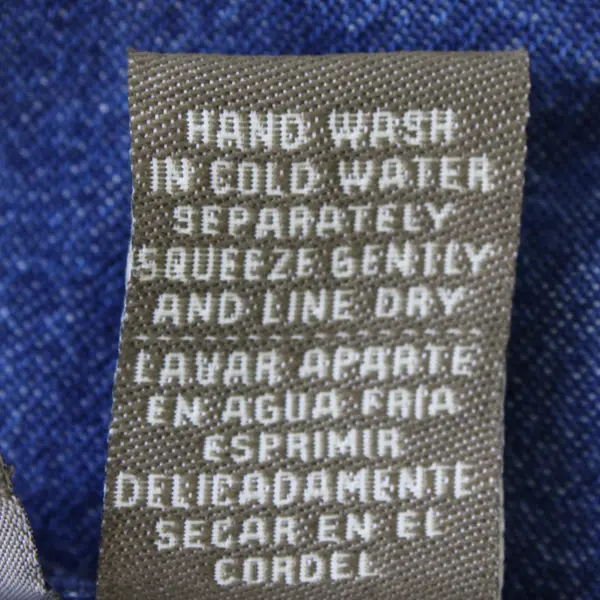 HAND WASH
IN COLD WATER
SEPARATELY
SQUEEZE GENTLY
AND LINE DRY
LAVAR APARTE
EN AGUA FRIA
ESPRIMIR
DELICADAMENTE
SECAR EN EL
CORDEL